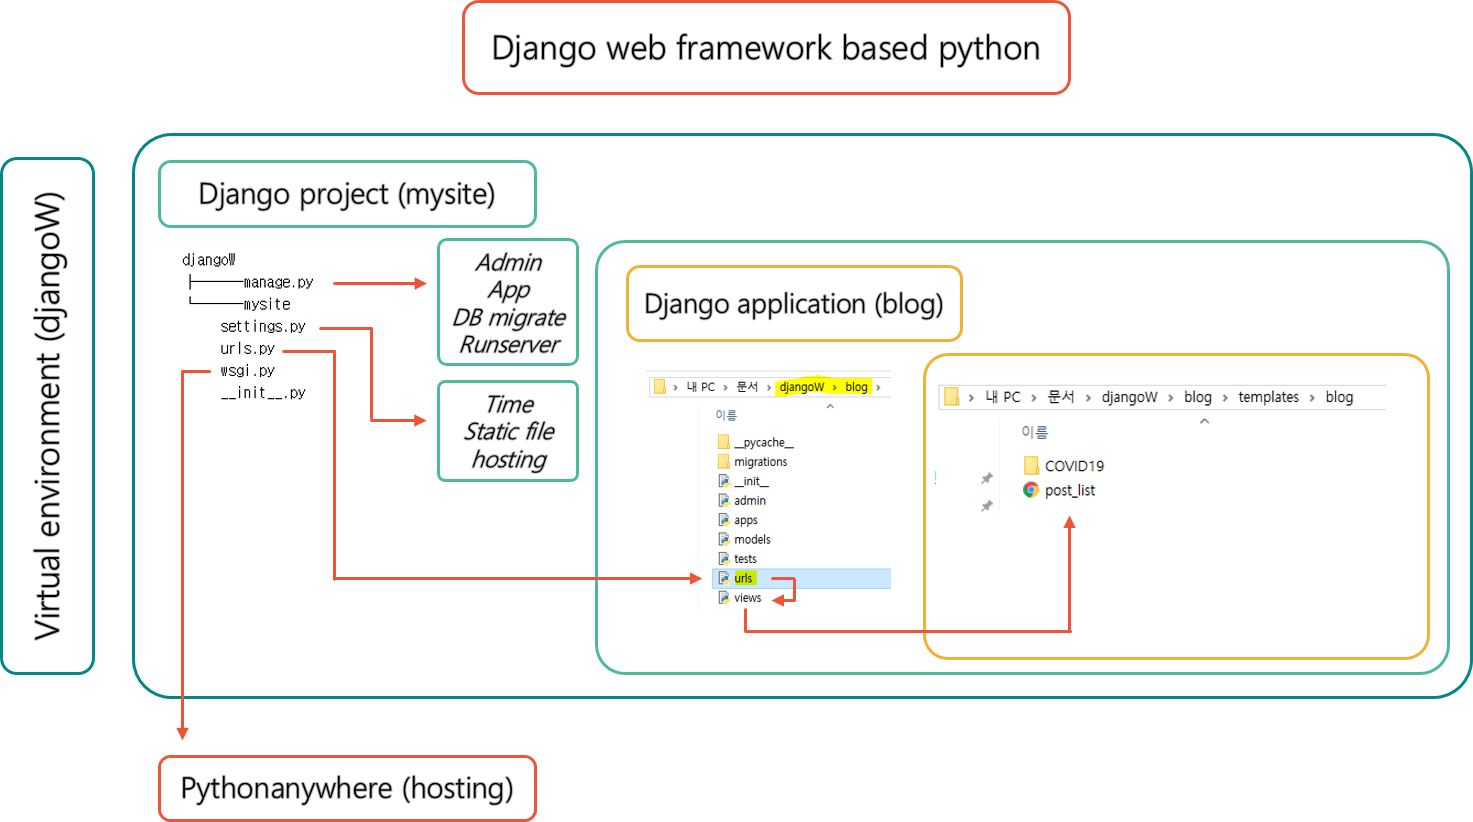 Django web framework based python
Virtual environment (djangoW)
Django project (mysite)
djangoW
manage.py
mysite
settings.py
urls.py
wsgi.py
__init__.py
Admin
App
DB migrate
Runserver
Time
Static file
hosting
Django application (blog)
> 내 PC > 문서 > djangoW > blog >
이름
__pycache__
migrations
__init__
admin
apps
models
tests
urls
views
> 내 PC > 문서 > djangoW > blog > templates > blog
이름
COVID19
post_list
Pythonanywhere (hosting)